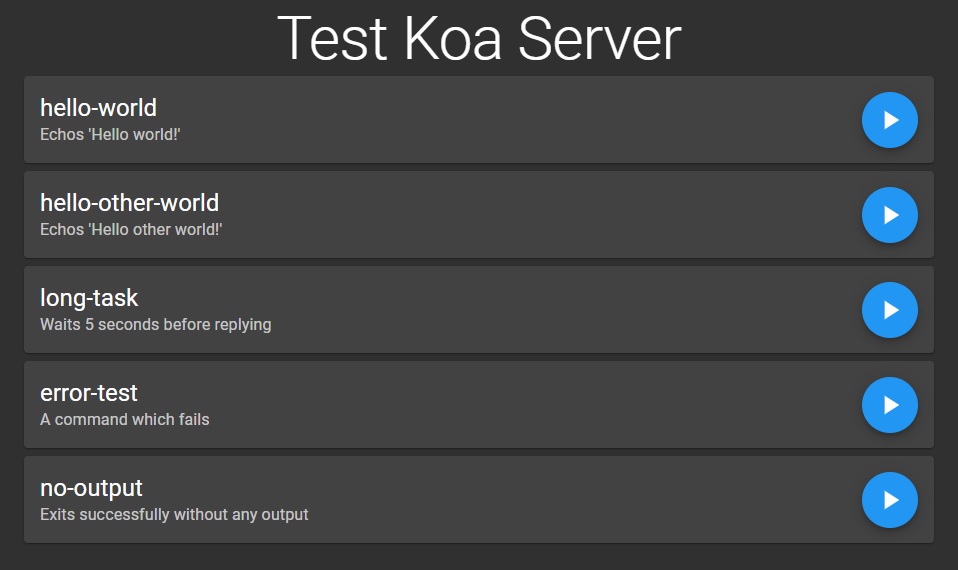 Test Koa Server
hello-world
Echos 'Hello world!'
hello-other-world
Echos 'Hello other world!'
long-task
Waits 5 seconds before replying
error-test
A command which fails
no-output
Exits successfully without any output